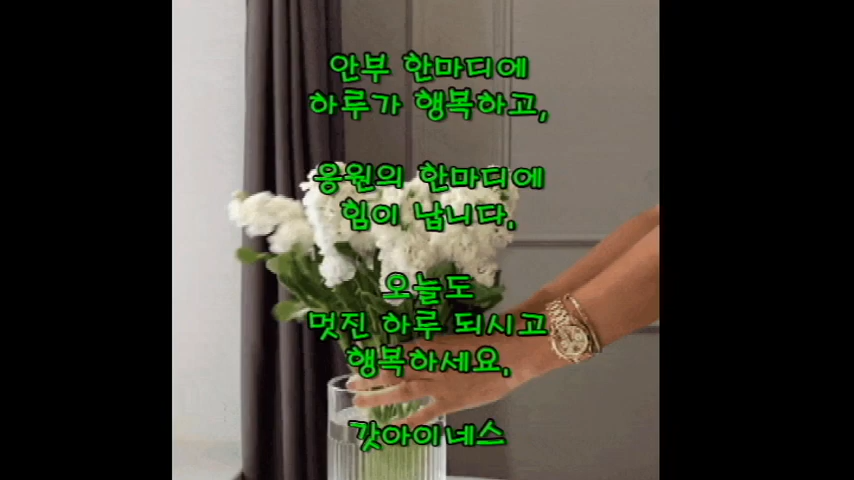 안부 한마디에
하루가 행복하고,
응원의 한마디에
힘이 납니다.
오늘도
멋진 하루 되시고
행복하세요.
갓아이네스